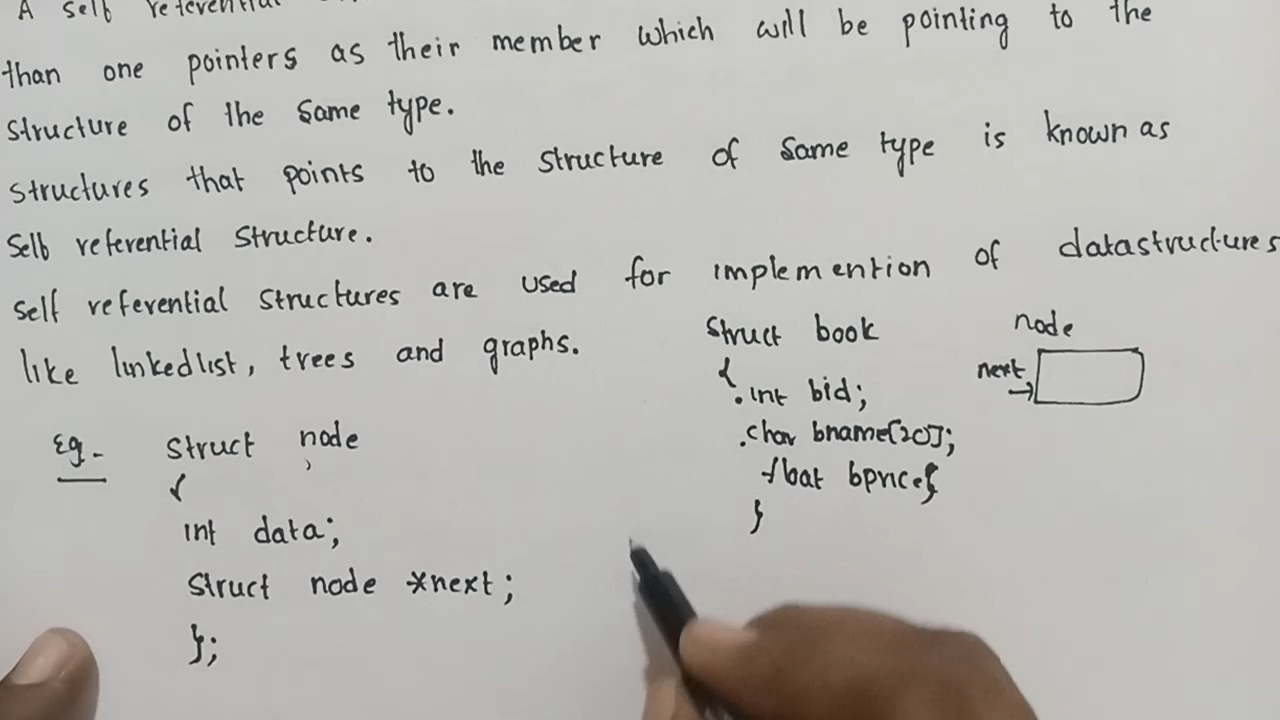 A self referential
than one pointers as their member which will be pointing to the
structure of the same type.
structures that points to the structure of same type is known as
Self referential structure.
self referential structures are used for implemention of datastructures
like linkedlist, trees and graphs.
Eg. - struct node
{
int data;
struct node *next;
};
struct book
{
.int bid;
.char bname[20];
float bprice;
}
node
next